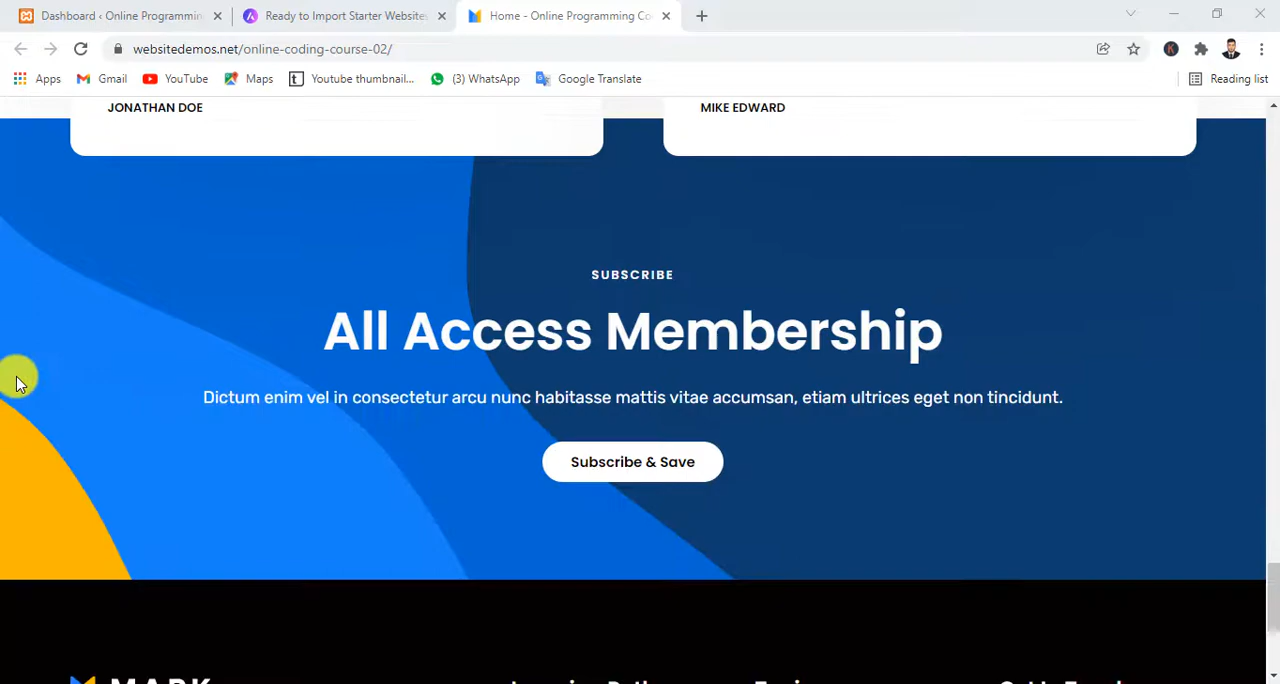 Dashboard ‹ Online Programmin
Ready to Import Starter Websites
Home - Online Programming Co
websitedemos.net/online-coding-course-02/
K
Apps
Gmail
YouTube
Maps
Youtube thumbnail...
(3) WhatsApp
Google Translate
Reading list
JONATHAN DOE
MIKE EDWARD
SUBSCRIBE
All Access Membership
Dictum enim vel in consectetur arcu nunc habitasse mattis vitae accumsan, etiam ultrices eget non tincidunt.
Subscribe & Save
MARK